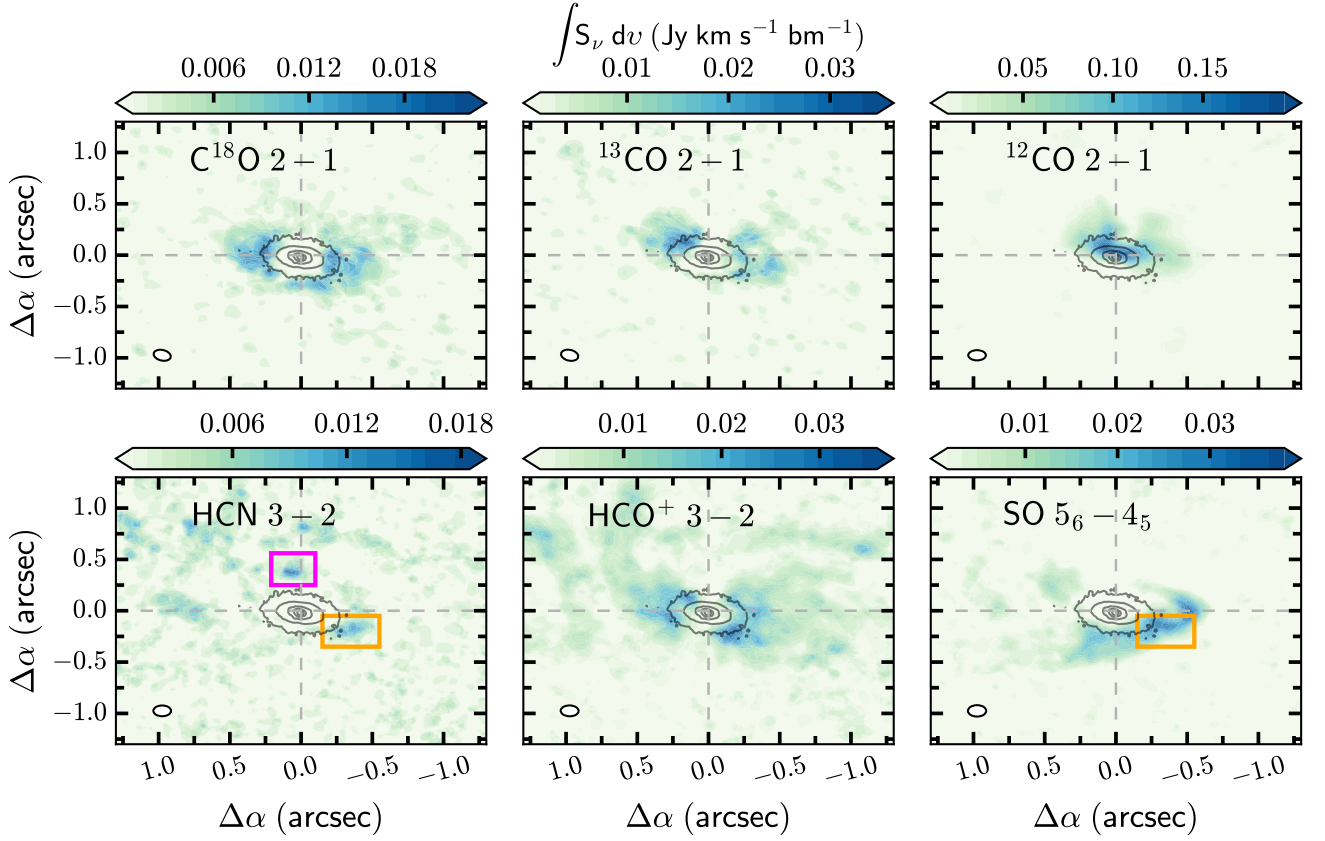 ∫S_ν dv (Jy km s⁻¹ bm⁻¹)
0.006 0.012 0.018
0.01 0.02 0.03
0.05 0.10 0.15
C¹⁸O 2 − 1
¹³CO 2 − 1
¹²CO 2 − 1
Δα (arcsec)
1.0
0.5
0.0
−0.5
−1.0
0.006 0.012 0.018
0.01 0.02 0.03
0.01 0.02 0.03
HCN 3 − 2
HCO⁺ 3 − 2
SO 5₆ − 4₅
Δα (arcsec)
1.0
0.5
0.0
−0.5
−1.0
1.0 0.5 0.0 −0.5 −1.0
1.0 0.5 0.0 −0.5 −1.0
1.0 0.5 0.0 −0.5 −1.0
Δα (arcsec)
Δα (arcsec)
Δα (arcsec)